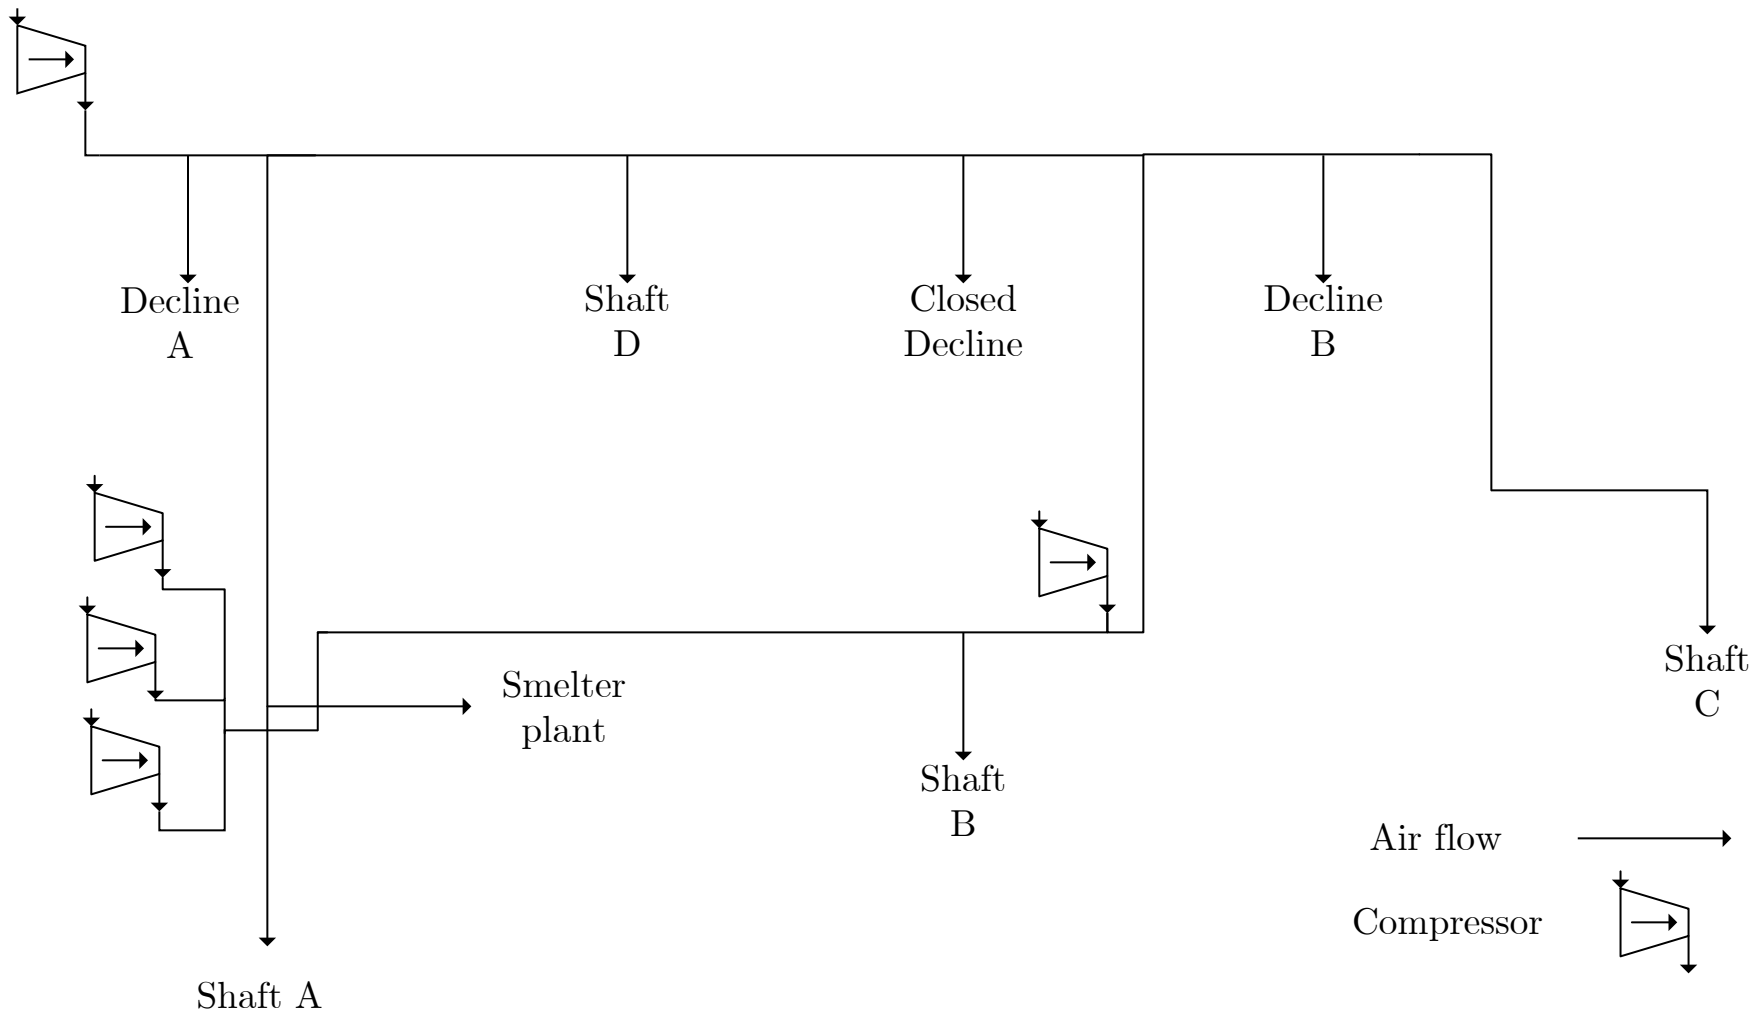 Decline
A
Shaft
D
Closed
Decline
Decline
B
Smelter
plant
Shaft
B
Shaft
C
Air flow
Compressor
Shaft A